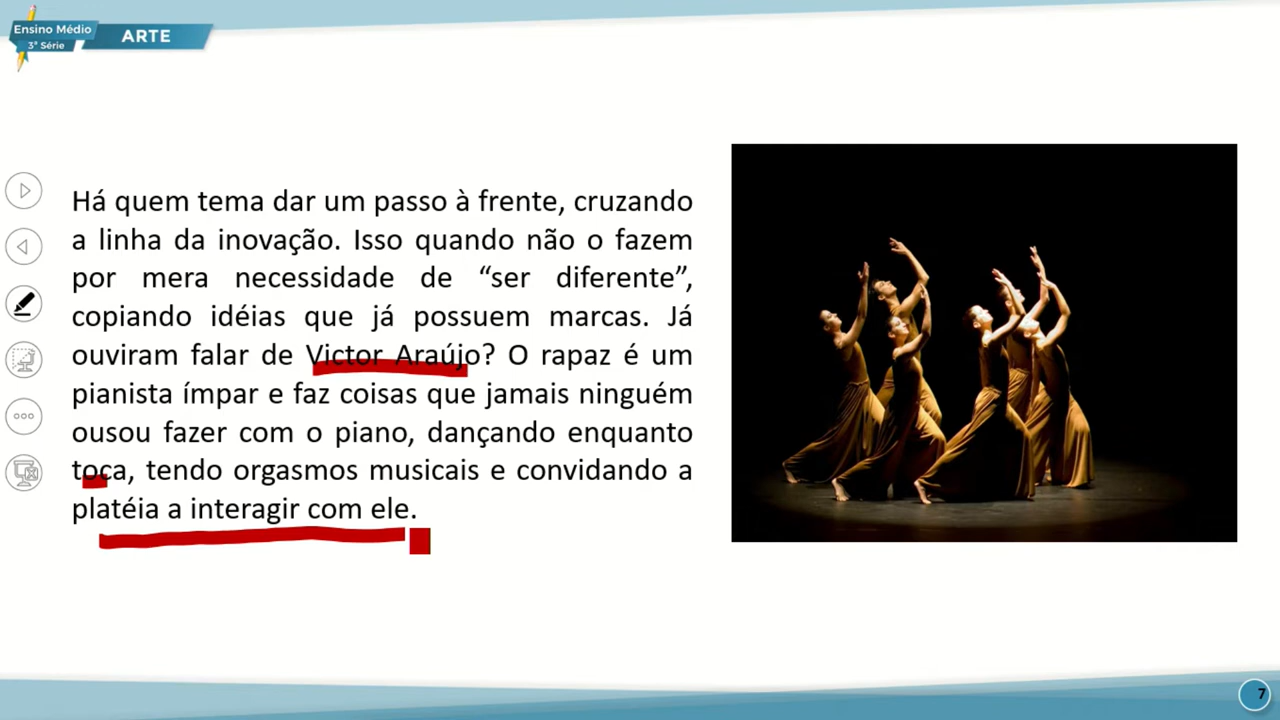 Ensino Médio
3ª Série
ARTE
Há quem tema dar um passo à frente, cruzando
a linha da inovação. Isso quando não o fazem
por mera necessidade de “ser diferente”,
copiando idéias que já possuem marcas. Já
ouviram falar de Victor Araújo? O rapaz é um
pianista ímpar e faz coisas que jamais ninguém
ousou fazer com o piano, dançando enquanto
toca, tendo orgasmos musicais e convidando a
platéia a interagir com ele.
7